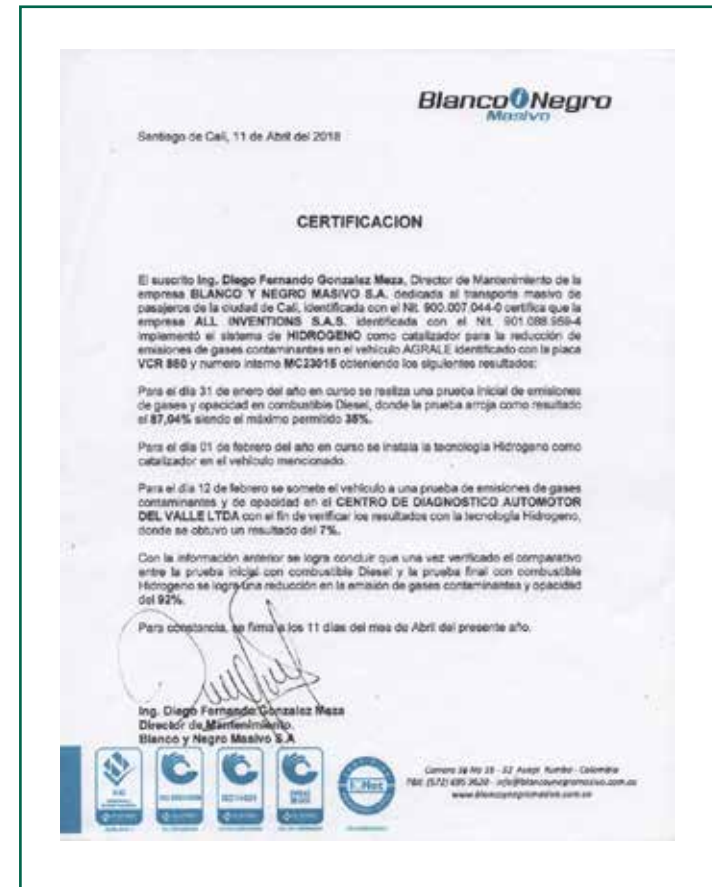 Blanco y Negro
Masivo
Santiago de Cali, 11 de Abril del 2018
CERTIFICACION
El suscrito Ing. Diego Fernando Gonzalez Meza, Director de Mantenimiento de la
empresa BLANCO Y NEGRO MASIVO S.A. dedicada al transporte masivo de
pasajeros de la ciudad de Cali, identificada con el Nit. 900.007.044-0 certifica que la
empresa ALL INVENTIONS S.A.S. identificada con el Nit. 901.088.959-4
implementó el sistema de HIDROGENO como catalizador para la reducción de
emisiones de gases contaminantes en el vehículo AGRALE identificado con la placa
VCR 860 y numero interno MC23015 obteniendo los siguientes resultados:
Para el día 31 de enero del año en curso se realiza una prueba inicial de emisiones
de gases y opacidad en combustible Diesel, donde la prueba arroja como resultado
el 87,04% siendo el máximo permitido 35%.
Para el día 01 de febrero del año en curso se instala la tecnología Hidrogeno como
catalizador en el vehículo mencionado.
Para el día 12 de febrero se somete el vehículo a una prueba de emisiones de gases
contaminantes y de opacidad en el CENTRO DE DIAGNOSTICO AUTOMOTOR
DEL VALLE LTDA con el fin de verificar los resultados con la tecnología Hidrogeno,
donde se obtuvo un resultado del 7%.
Con la información anterior se logra concluir que una vez verificado el comparativo
entre la prueba inicial con combustible Diesel y la prueba final con combustible
Hidrogeno se logra una reducción en la emisión de gases contaminantes y opacidad
del 92%.
Para constancia, se firma a los 11 días del mes de Abril del presente año.
Ing. Diego Fernando Gonzalez Meza
Director de Mantenimiento
Blanco y Negro Masivo S.A
Colombia
www.blancoynegromasivo.com.co